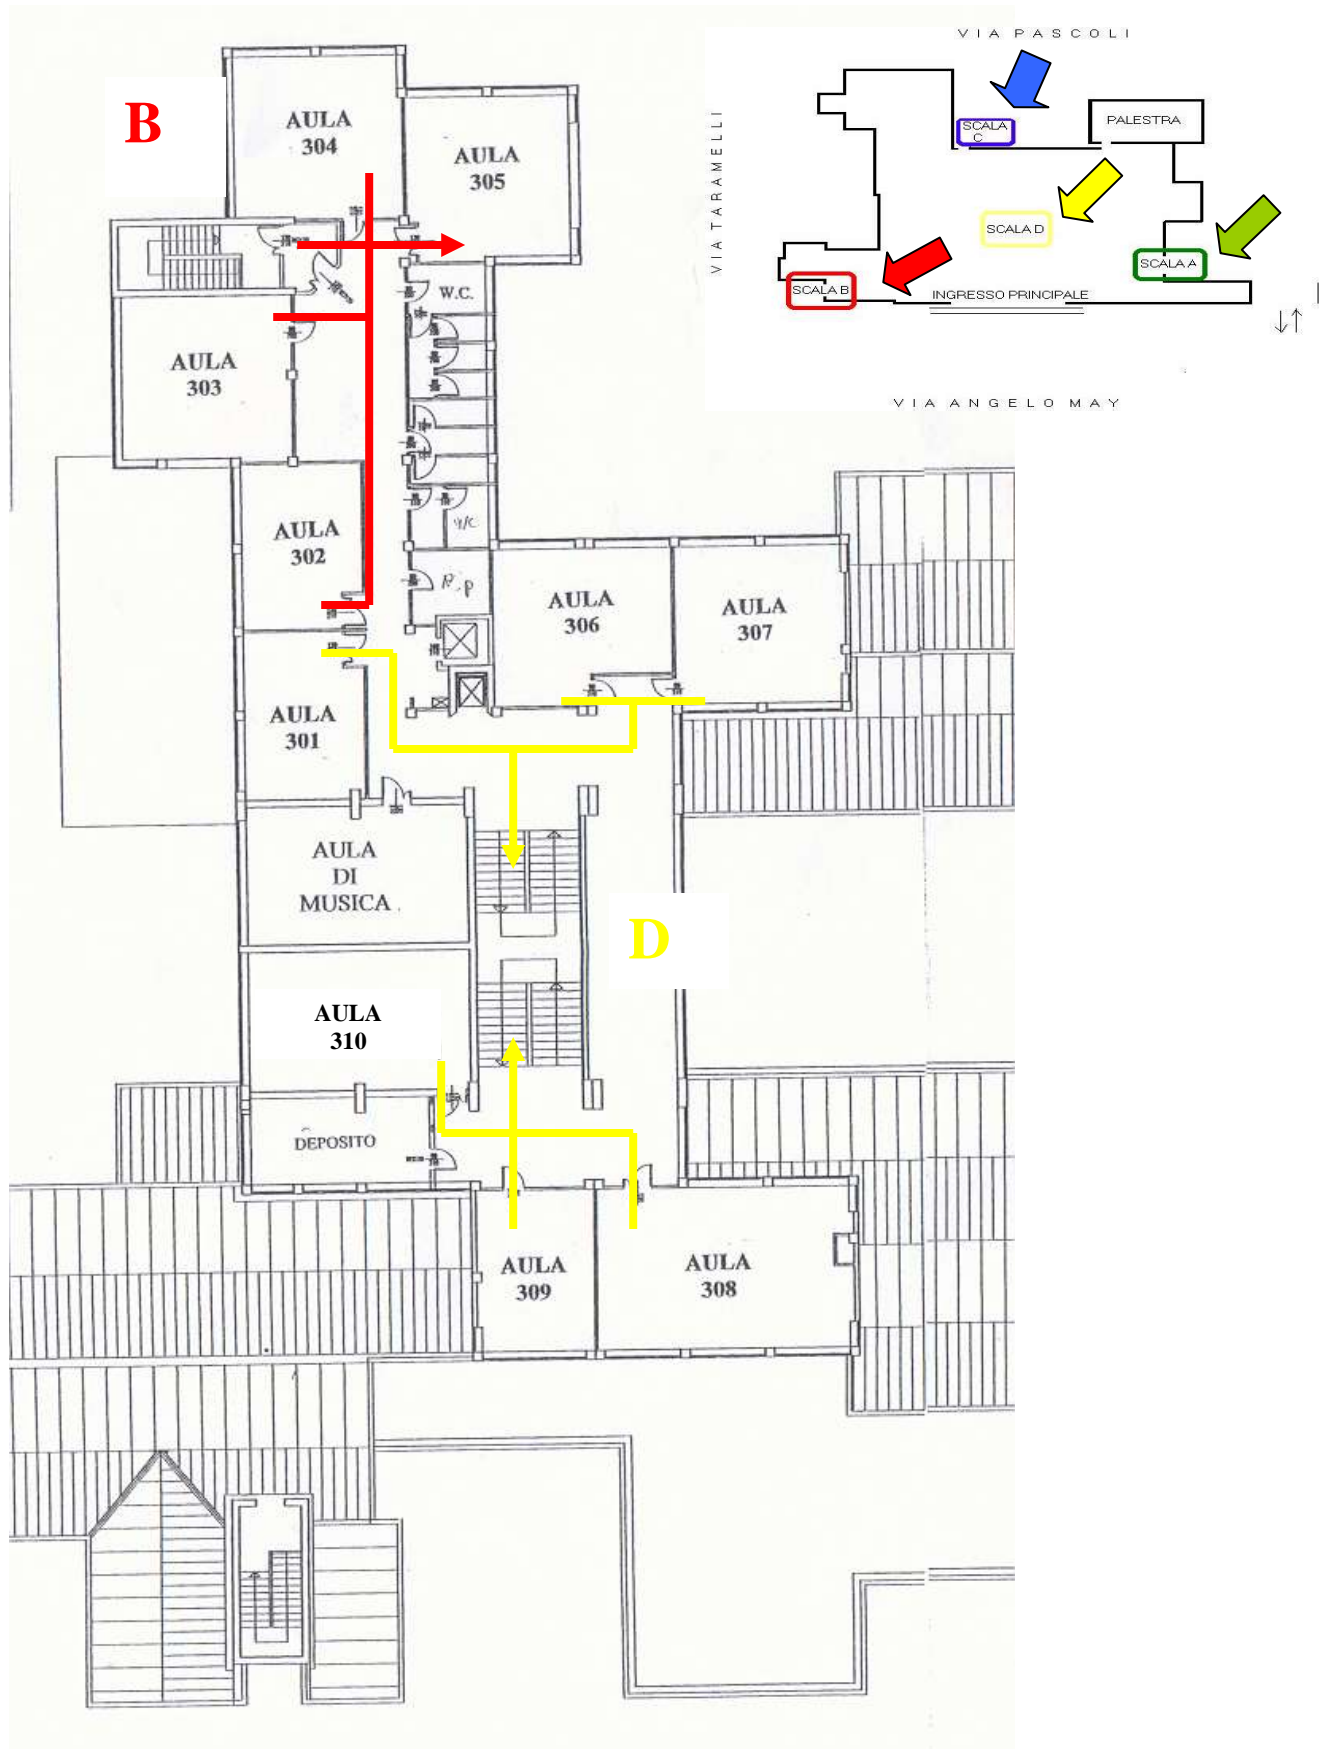 VIA PASCOLI
B
AULA
304
AULA
305
SCALA
C
PALESTRA
VIA TARAMELLI
SCALA D
SCALA A
SCALA B
INGRESSO PRINCIPALE
↓↑
VIA ANGELO MAY
W.C.
AULA
303
AULA
302
W/C
R.P
AULA
306
AULA
307
AULA
301
AULA
DI
MUSICA
D
AULA
310
DEPOSITO
AULA
309
AULA
308